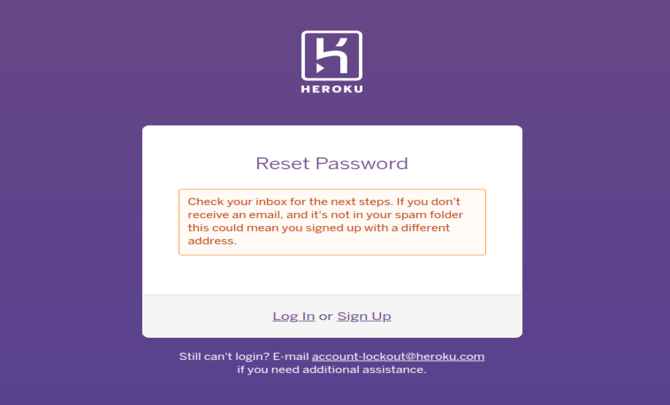 HEROKU
Reset Password
Check your inbox for the next steps. If you don't
receive an email, and it's not in your spam folder
this could mean you signed up with a different
address.
Log In or Sign Up
Still can't login? E-mail account-lockout@heroku.com
if you need additional assistance.